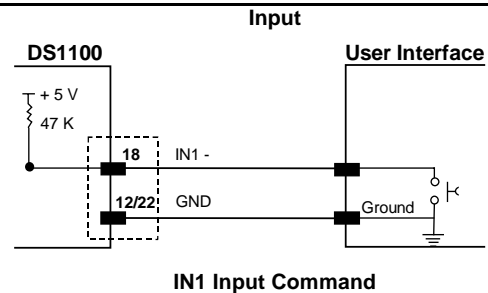 Input
DS1100
User Interface
+ 5 V
47 K
18
IN1 -
12/22
GND
Ground
IN1 Input Command